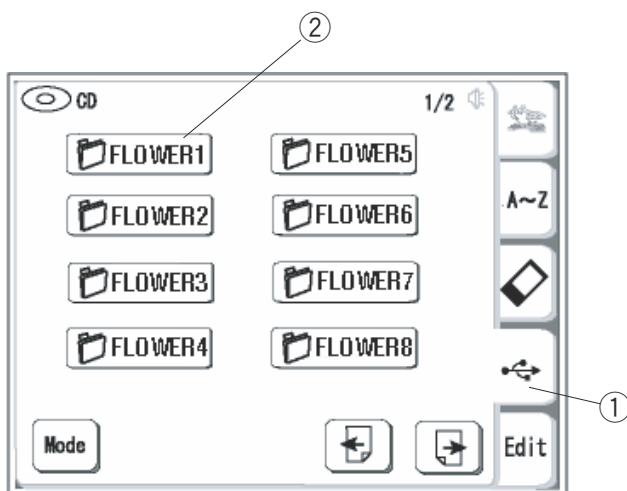 ②
CD 1/2
FLOWER1 FLOWER5
A~Z
FLOWER2 FLOWER6
FLOWER3 FLOWER7
FLOWER4 FLOWER8
①
Mode Edit